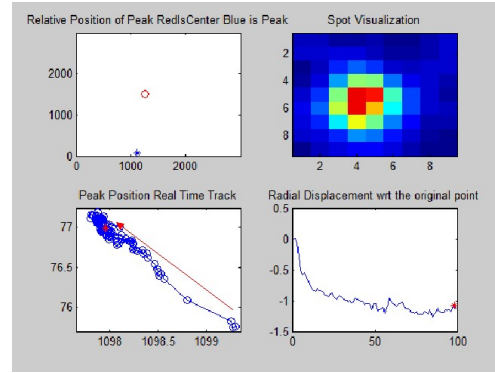 Relative Position of Peak RedIsCenter Blue is Peak
Spot Visualization
2000
1000
0
0 1000 2000
2
4
6
8
2 4 6 8
Peak Position Real Time Track
Radial Displacement wrt the original point
77
76.5
76
1098 1098.5 1099
0.5
0
-0.5
-1
-1.5
0 50 100